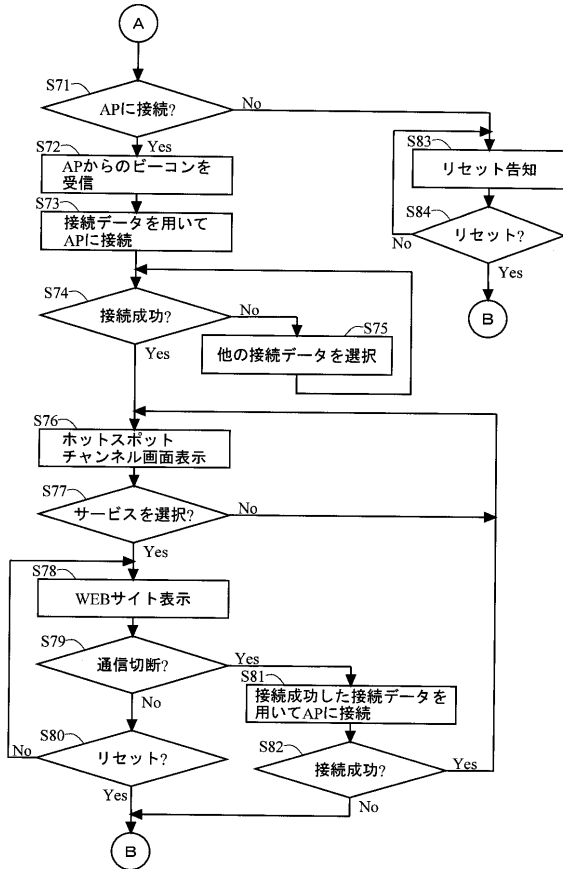 A
S71
APに接続?
No
Yes
S72
APからのビーコンを
受信
S73
接続データを用いて
APに接続
S83
リセット告知
S84
リセット?
No
Yes
B
S74
接続成功?
No
Yes
S75
他の接続データを選択
S76
ホットスポット
チャンネル画面表示
S77
サービスを選択?
No
Yes
S78
WEBサイト表示
S79
通信切断?
Yes
No
S81
接続成功した接続データを
用いてAPに接続
S80
リセット?
No
Yes
S82
接続成功?
Yes
No
B